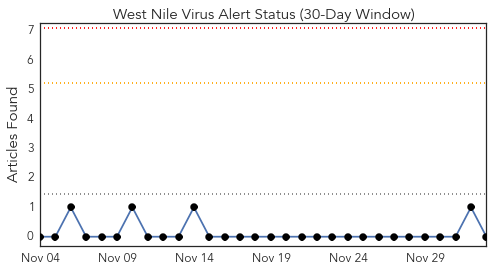 West Nile Virus Alert Status (30-Day Window)
Articles Found
7
6
5
4
3
2
1
0
Nov 04 Nov 09 Nov 14 Nov 19 Nov 24 Nov 29